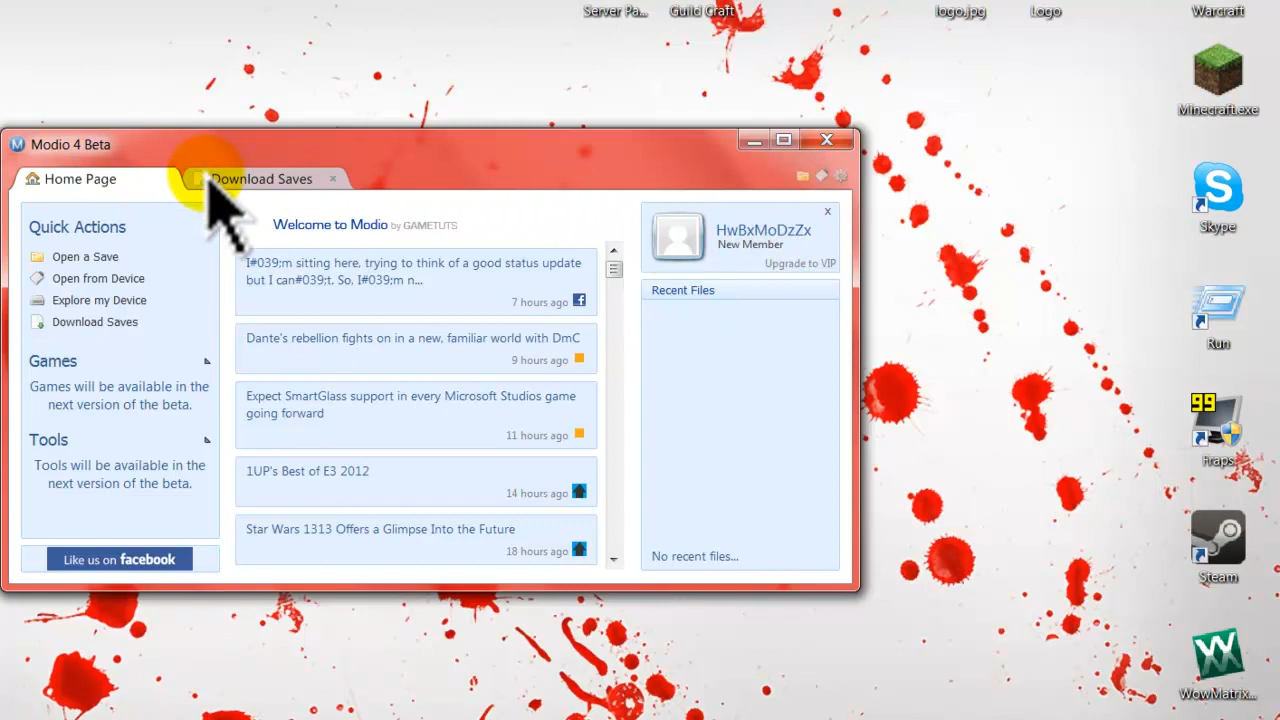 Server Pa...
Guild Craft
logo.jpg
Logo
Warcraft
Minecraft.exe
Skype
Run
99
Fraps
Steam
WowMatrix...
Modio 4 Beta
Home Page
Download Saves
Quick Actions
Open a Save
Open from Device
Explore my Device
Download Saves
Games
Games will be available in the
next version of the beta.
Tools
Tools will be available in the
next version of the beta.
Like us on facebook
Welcome to Modio by GAMETUTS
I#039;m sitting here, trying to think of a good status update
but I can#039;t. So, I#039;m n...
7 hours ago
Dante's rebellion fights on in a new, familiar world with DmC
9 hours ago
Expect SmartGlass support in every Microsoft Studios game
going forward
11 hours ago
1UP's Best of E3 2012
14 hours ago
Star Wars 1313 Offers a Glimpse Into the Future
18 hours ago
HwBxMoDzZx
New Member
Upgrade to VIP
Recent Files
No recent files...